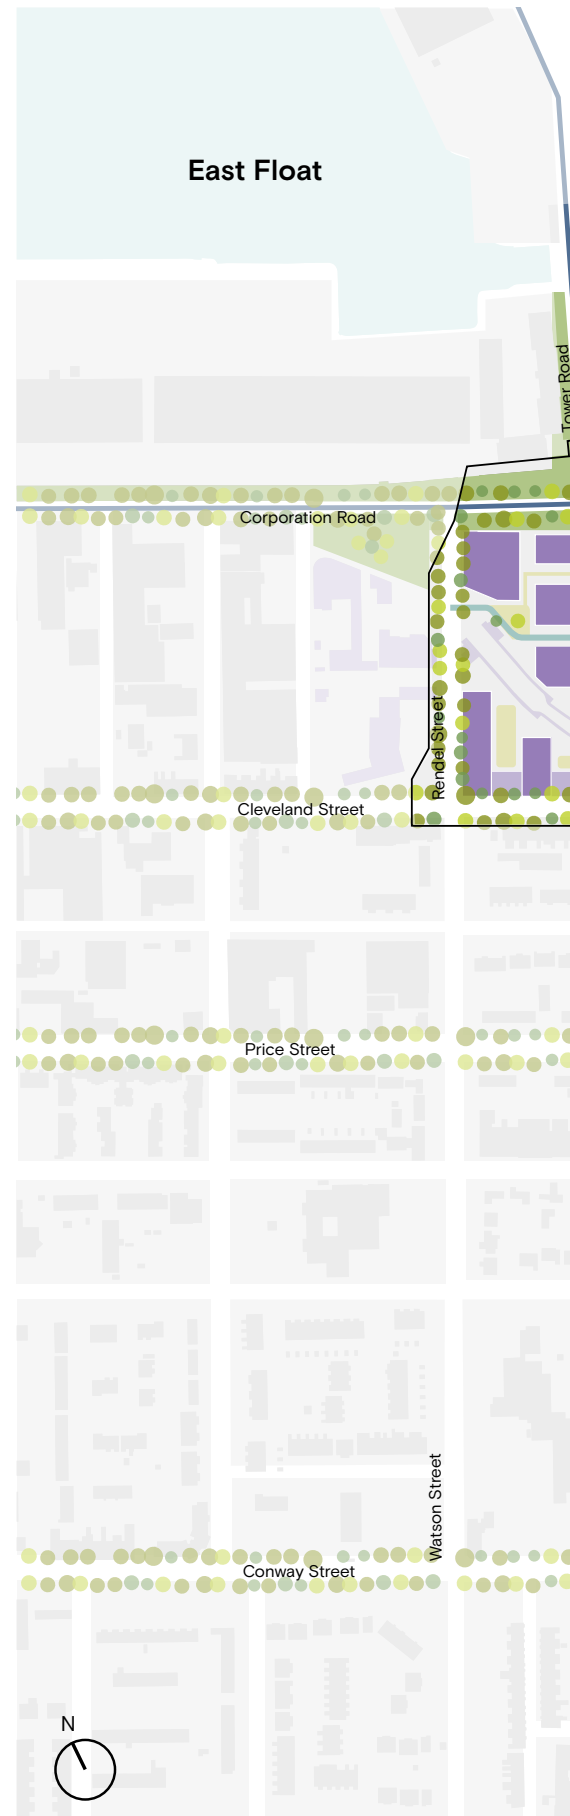 East Float
Tower Road
Corporation Road
Rendel Street
Cleveland Street
Price Street
Watson Street
Conway Street
N